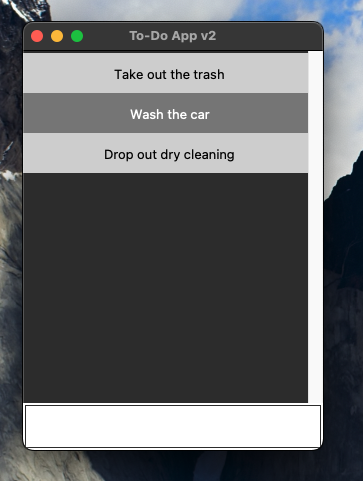 To-Do App v2
Take out the trash
Wash the car
Drop out dry cleaning